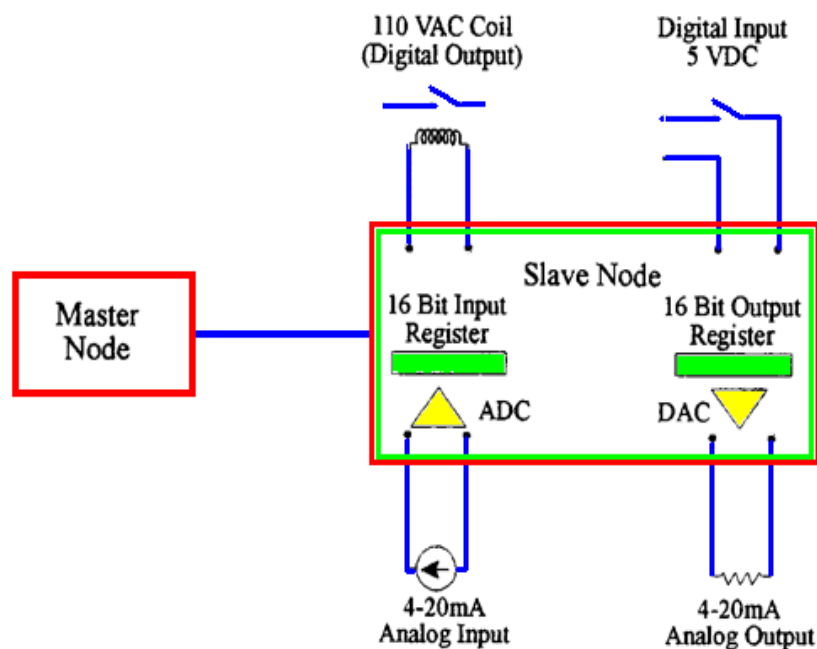 110 VAC Coil
(Digital Output)
Digital Input
5 VDC
Slave Node
Master
Node
16 Bit Input
Register
16 Bit Output
Register
ADC
DAC
4-20mA
Analog Input
4-20mA
Analog Output